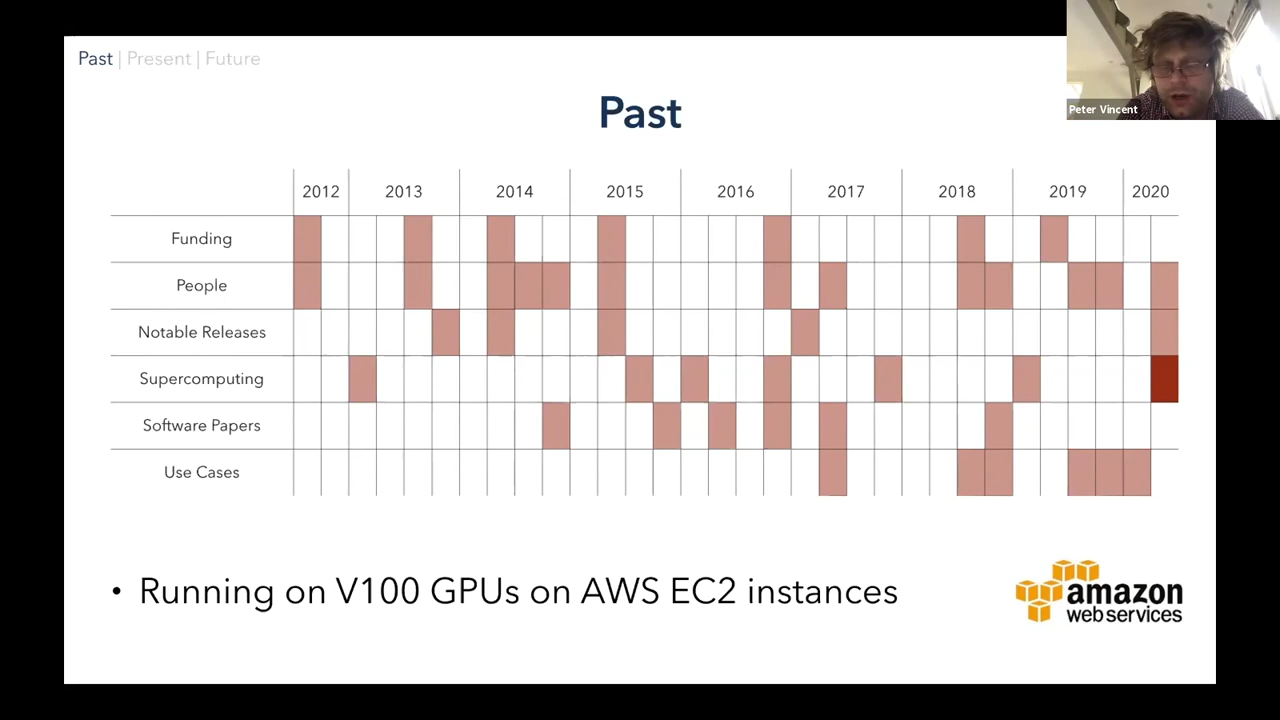 Past | Present | Future
Peter Vincent
Past
2012 2013 2014 2015 2016 2017 2018 2019 2020
Funding
People
Notable Releases
Supercomputing
Software Papers
Use Cases
• Running on V100 GPUs on AWS EC2 instances
amazon
web services